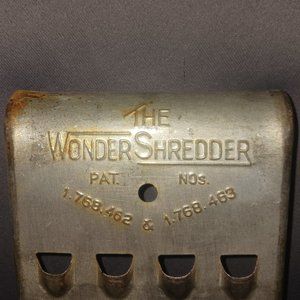 THE
WONDER SHREDDER
PAT. NOS.
1.768.462 & 1.768.463